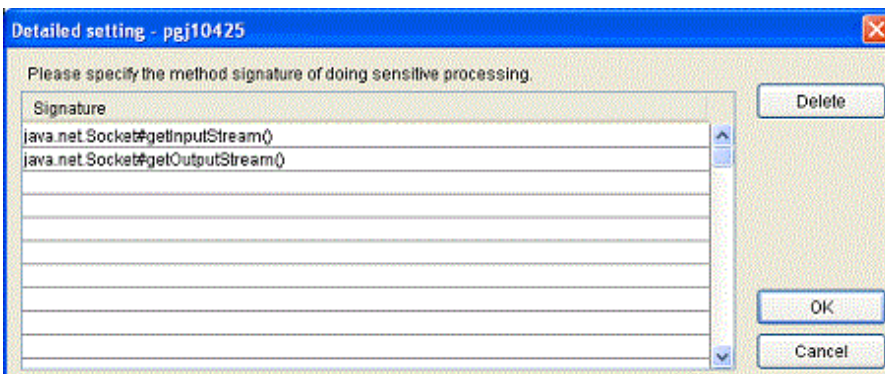 Detailed setting - pgj10425
Please specify the method signature of doing sensitive processing.
Signature
java.net.Socket#getInputStream()
java.net.Socket#getOutputStream()
Delete
OK
Cancel